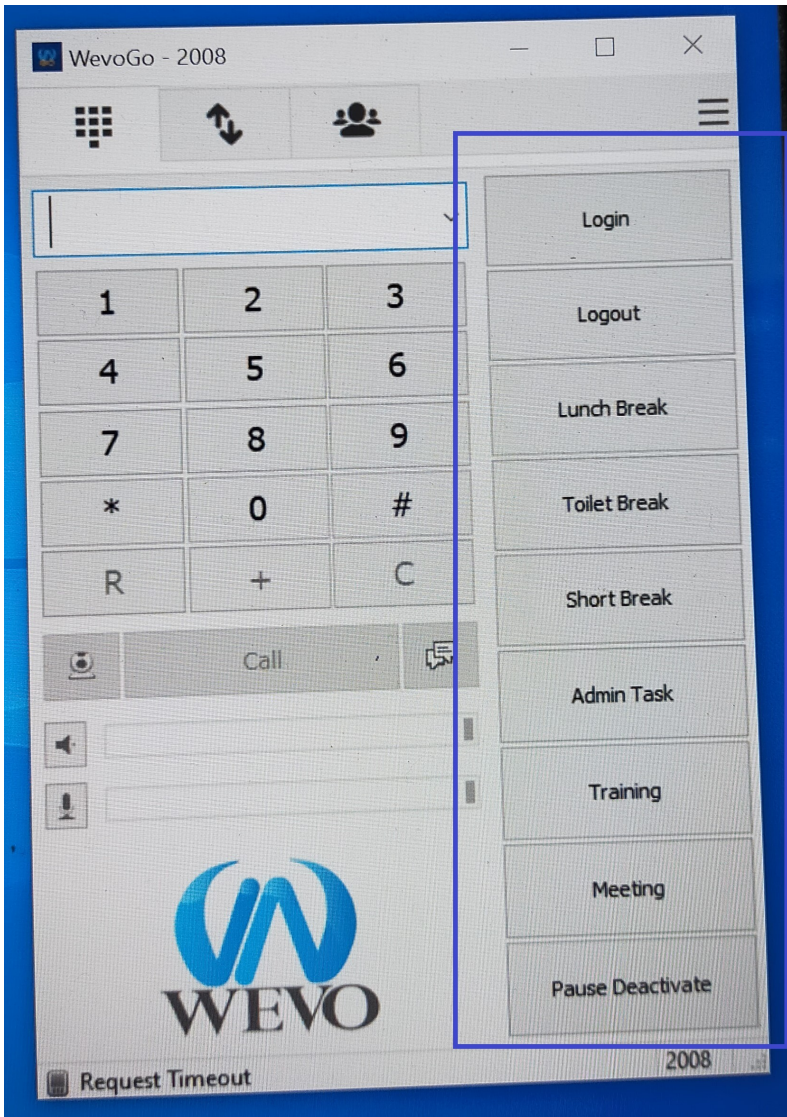 WevoGo - 2008
Login
Logout
Lunch Break
Toilet Break
Short Break
Admin Task
Training
Meeting
Pause Deactivate
1 2 3
4 5 6
7 8 9
* 0 #
R + C
Call
WEVO
Request Timeout 2008